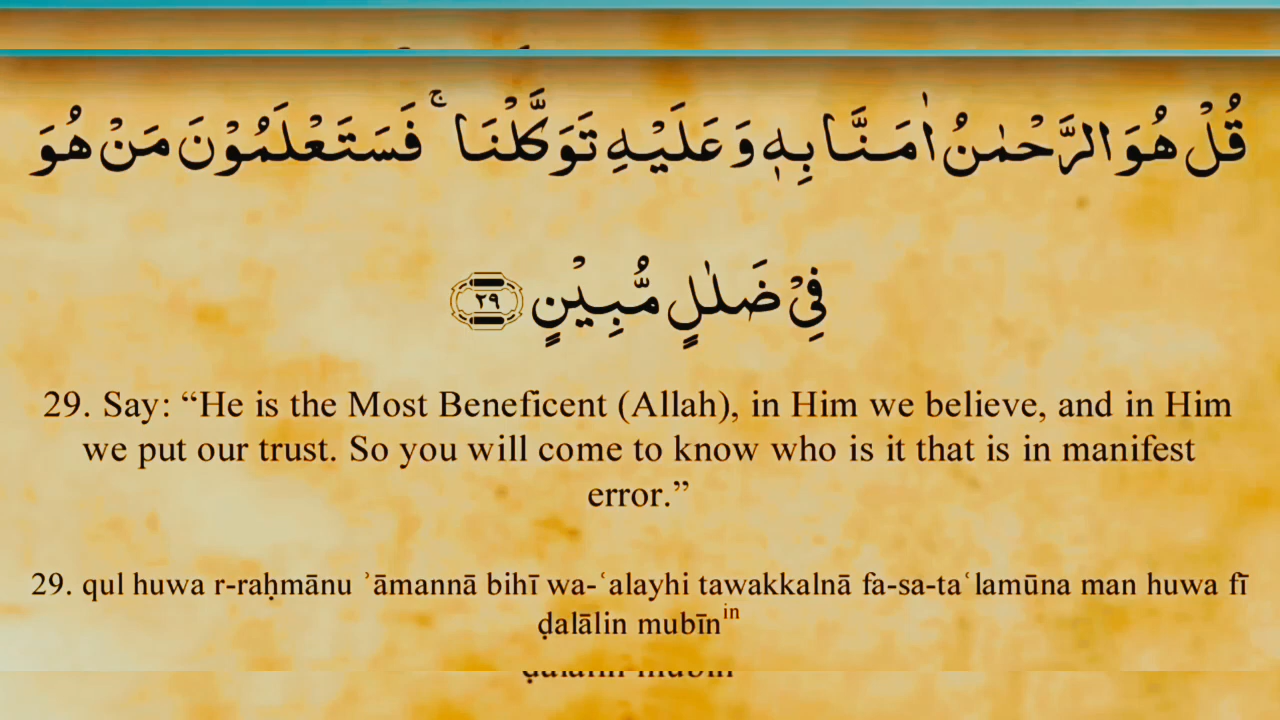 قُلْ هُوَ الرَّحْمٰنُ اٰمَنَّا بِهٖ وَعَلَيْهِ تَوَكَّلْنَا ۚ فَسَتَعْلَمُوْنَ مَنْ هُوَ
فِيْ ضَلٰلٍ مُّبِيْنٍ ٢٩
29. Say: “He is the Most Beneficent (Allah), in Him we believe, and in Him
we put our trust. So you will come to know who is it that is in manifest
error.”
29. qul huwa r-raḥmānu ʾāmannā bihī wa-ʿalayhi tawakkalnā fa-sa-taʿlamūna man huwa fī
ḍalālin mubīnin